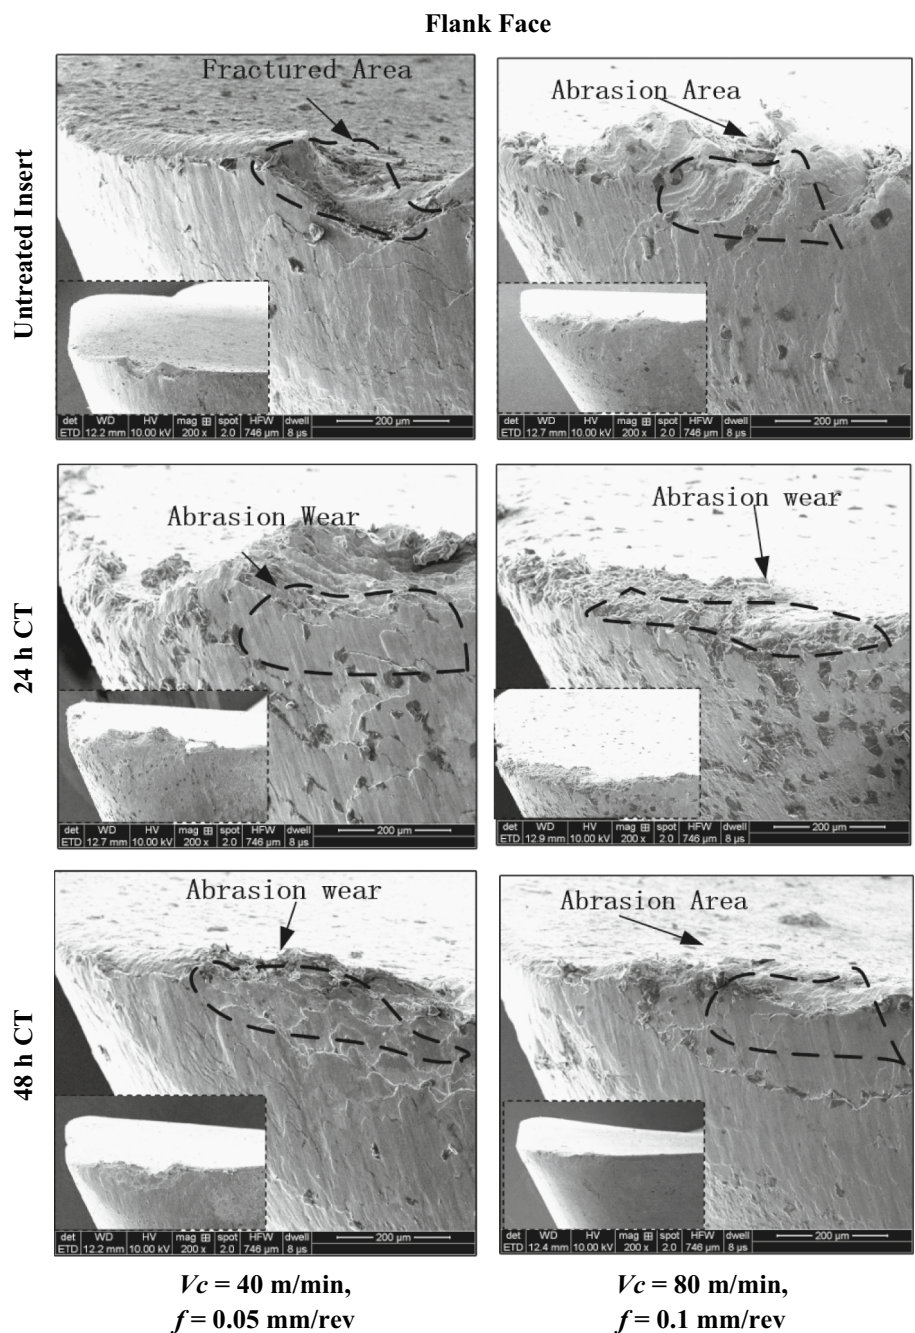 Flank Face
Untreated Insert
Fractured Area
det WD HV mag ⊞ spot HFW dwell 200 µm
ETD 12.2 mm 10.00 kV 200 x 2.0 746 µm 8 µs
Abrasion Area
det WD HV mag ⊞ spot HFW dwell 200 µm
ETD 12.7 mm 10.00 kV 200 x 2.0 746 µm 8 µs
24 h CT
Abrasion Wear
det WD HV mag ⊞ spot HFW dwell 200 µm
ETD 12.7 mm 10.00 kV 200 x 2.0 746 µm 8 µs
Abrasion wear
det WD HV mag ⊞ spot HFW dwell 200 µm
ETD 12.9 mm 10.00 kV 200 x 2.0 746 µm 8 µs
48 h CT
Abrasion wear
det WD HV mag ⊞ spot HFW dwell 200 µm
ETD 12.2 mm 10.00 kV 200 x 2.0 746 µm 8 µs
Abrasion Area
det WD HV mag ⊞ spot HFW dwell 200 µm
ETD 12.4 mm 10.00 kV 200 x 2.0 746 µm 8 µs
Vc = 40 m/min,
f = 0.05 mm/rev
Vc = 80 m/min,
f = 0.1 mm/rev